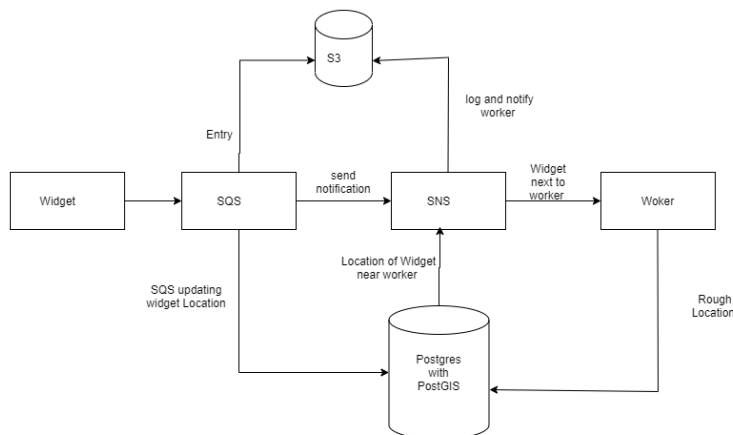 S3
log and notify
worker
Entry
send
notification
Widget
next to
worker
Widget
SQS
SNS
Woker
Location of Widget
near worker
SQS updating
widget Location
Rough
Location
Postgres
with
PostGIS